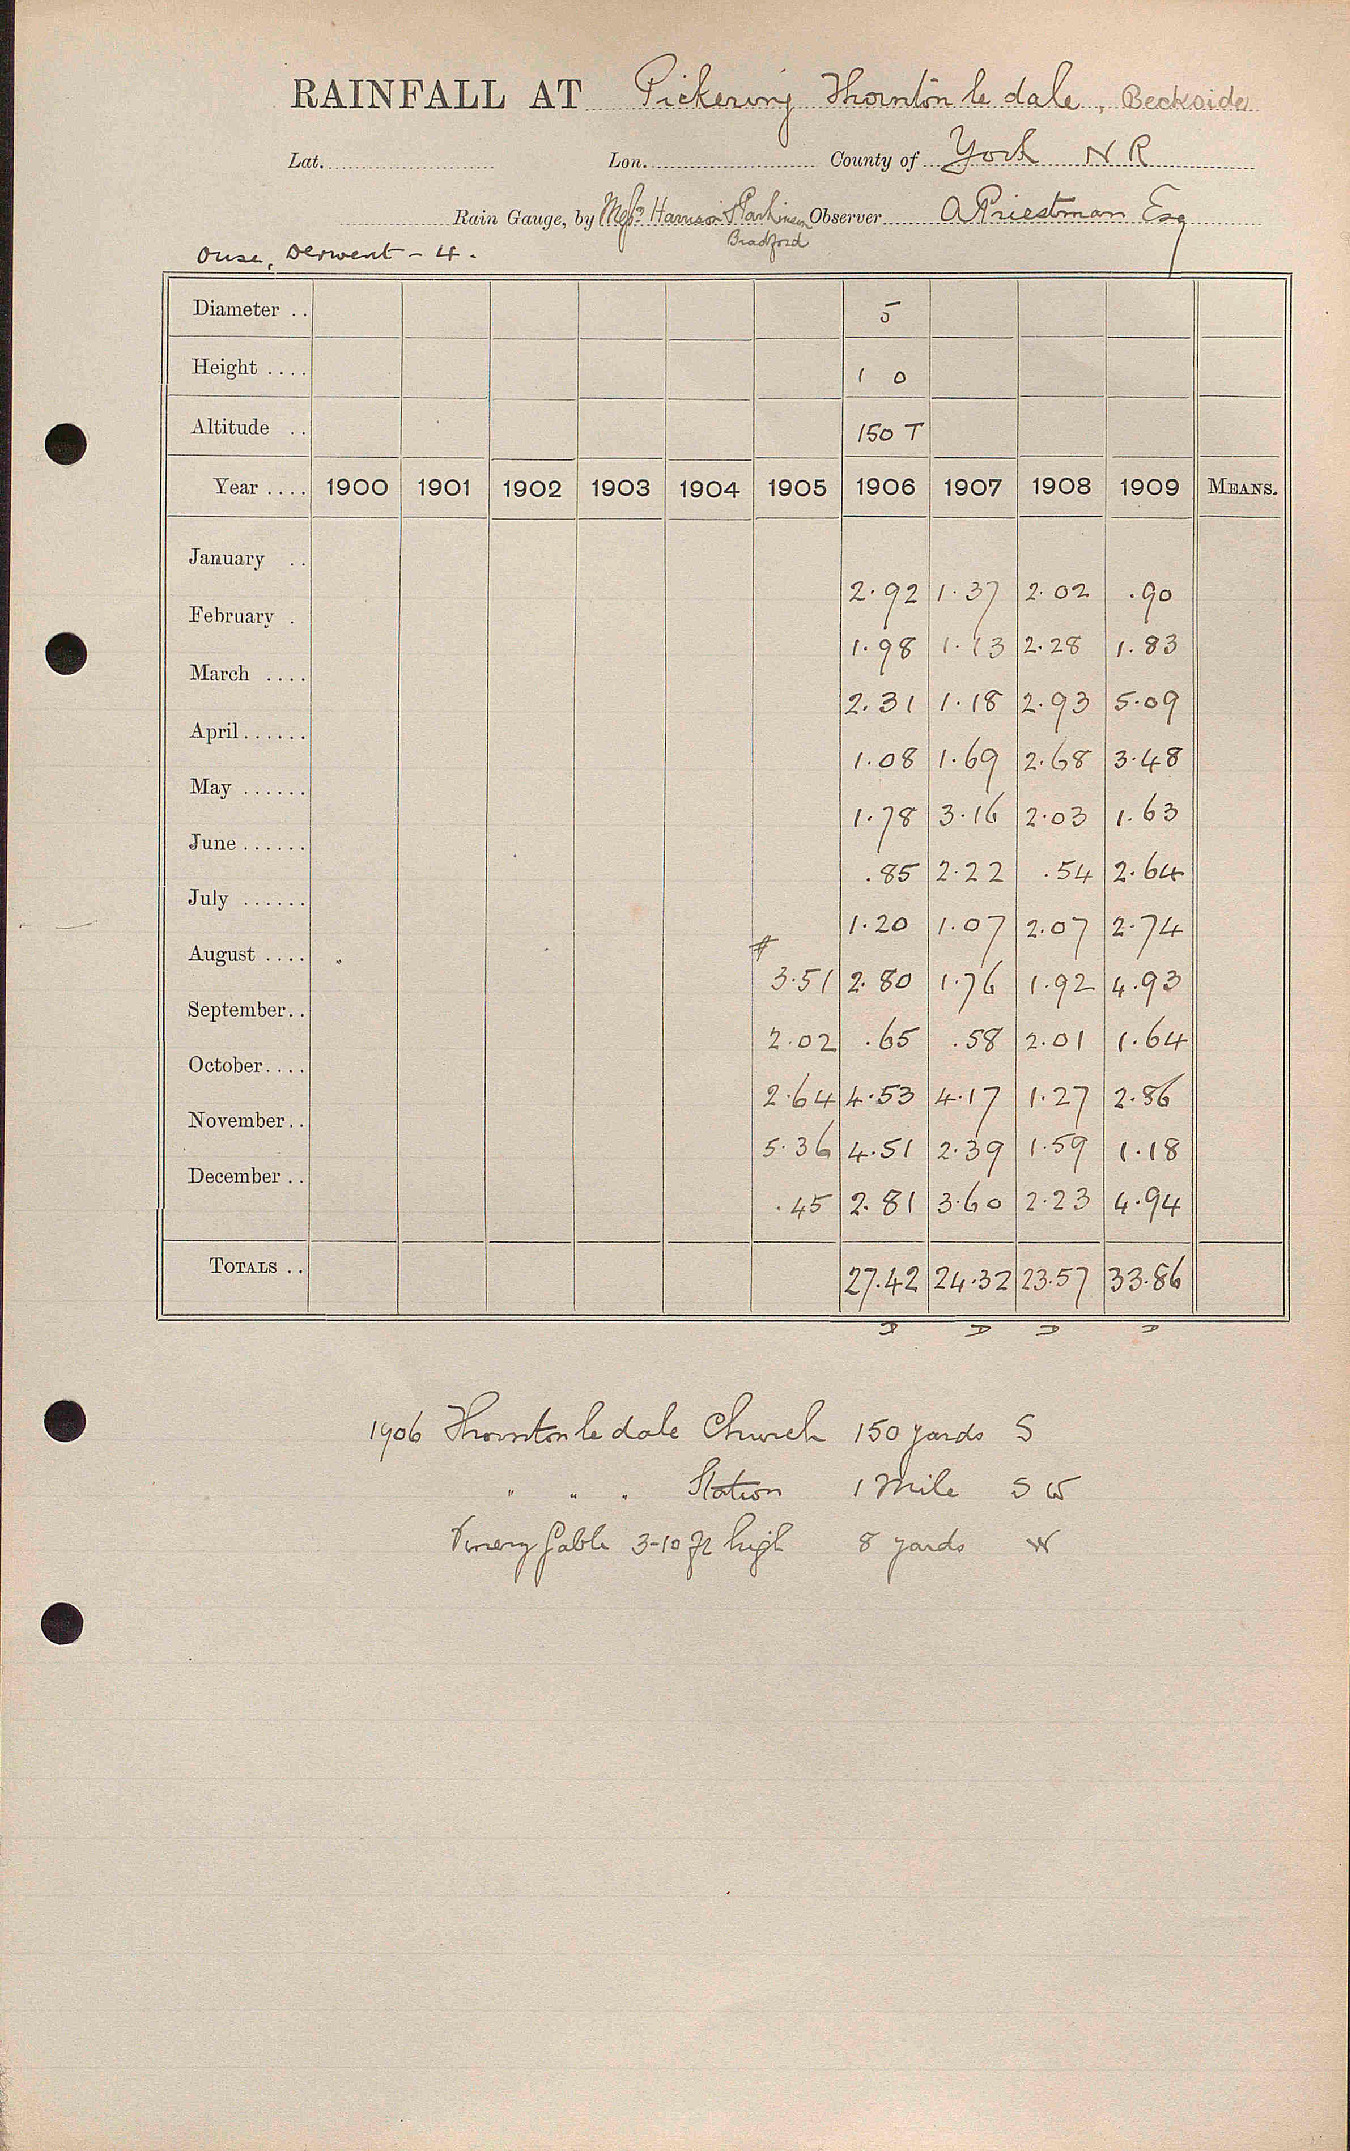 RAINFALL AT Pickering Thornton le dale, Beckside
Lat. Lon. County of York N R
Rain Gauge, by Messrs Harrison Parkinson Observer A Priestman Esq
Bradford
Ouse, Derwent - 4.
Diameter .. 5
Height .... 1 0
Altitude .. 150 T
Year .... 1900 1901 1902 1903 1904 1905 1906 1907 1908 1909 MEANS.
January .. 2.92 1.37 2.02 .90
February . 1.98 1.13 2.28 1.83
March .... 2.31 1.18 2.93 5.09
April...... 1.08 1.69 2.68 3.48
May ...... 1.78 3.16 2.03 1.63
June...... .85 2.22 .54 2.64
July ...... 1.20 1.07 2.07 2.74
August .... # 3.51 2.80 1.76 1.92 4.93
September.. 2.02 .65 .58 2.01 1.64
October.... 2.64 4.53 4.17 1.27 2.86
November.. 5.36 4.51 2.39 1.59 1.18
December .. .45 2.81 3.60 2.23 4.94
TOTALS .. 27.42 24.32 23.57 33.86
1906 Thornton le dale Church 150 yards S
" " " Station 1 Mile S W
Vinery Gable 3-10 ft high 8 yards W